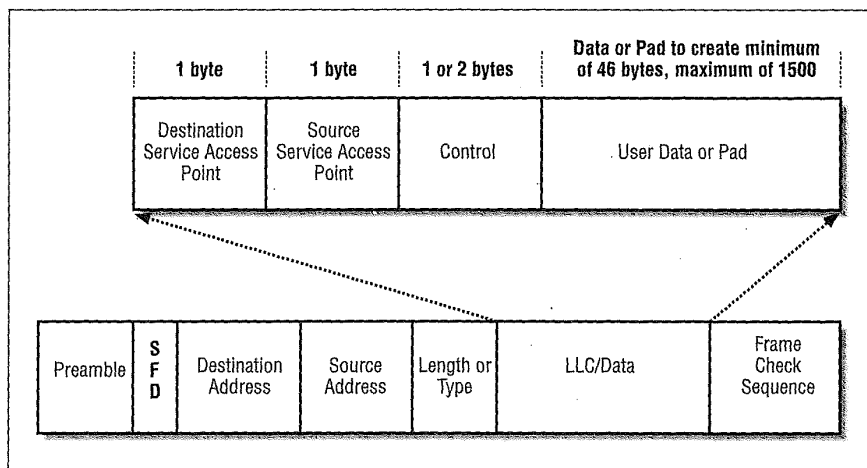 Data or Pad to create minimum
1 byte 1 byte 1 or 2 bytes of 46 bytes, maximum of 1500
Destination
Service Access
Point
Source
Service Access
Point
Control
User Data or Pad
Preamble
S
F
D
Destination
Address
Source
Address
Length or
Type
LLC/Data
Frame
Check
Sequence